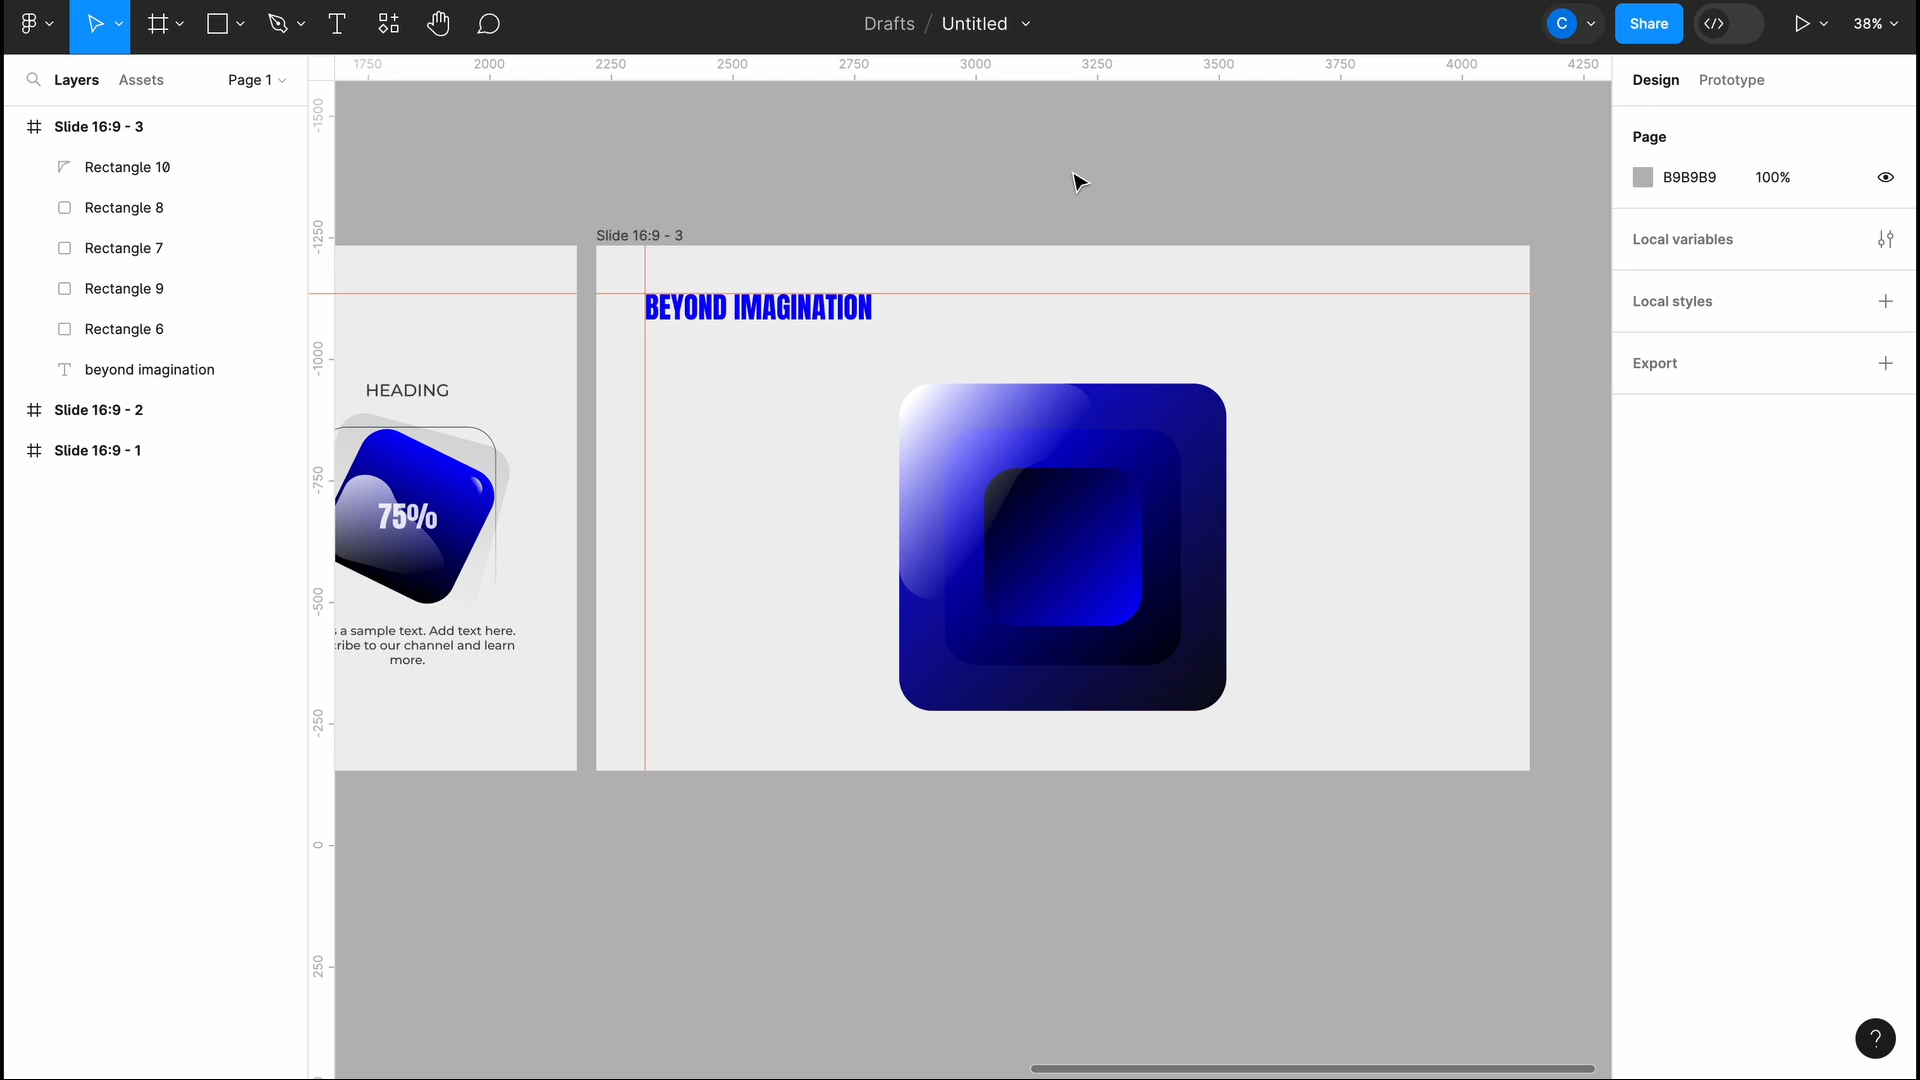 Drafts / Untitled
C
Share
38%
Layers
Assets
Page 1
Slide 16:9 - 3
Rectangle 10
Rectangle 8
Rectangle 7
Rectangle 9
Rectangle 6
beyond imagination
Slide 16:9 - 2
Slide 16:9 - 1
1750 2000 2250 2500 2750 3000 3250 3500 3750 4000 4250
-1500
-1250
-1000
-750
-500
-250
0
250
HEADING
75%
a sample text. Add text here.
ribe to our channel and learn
more.
Slide 16:9 - 3
BEYOND IMAGINATION
Design
Prototype
Page
B9B9B9 100%
Local variables
Local styles
Export
?